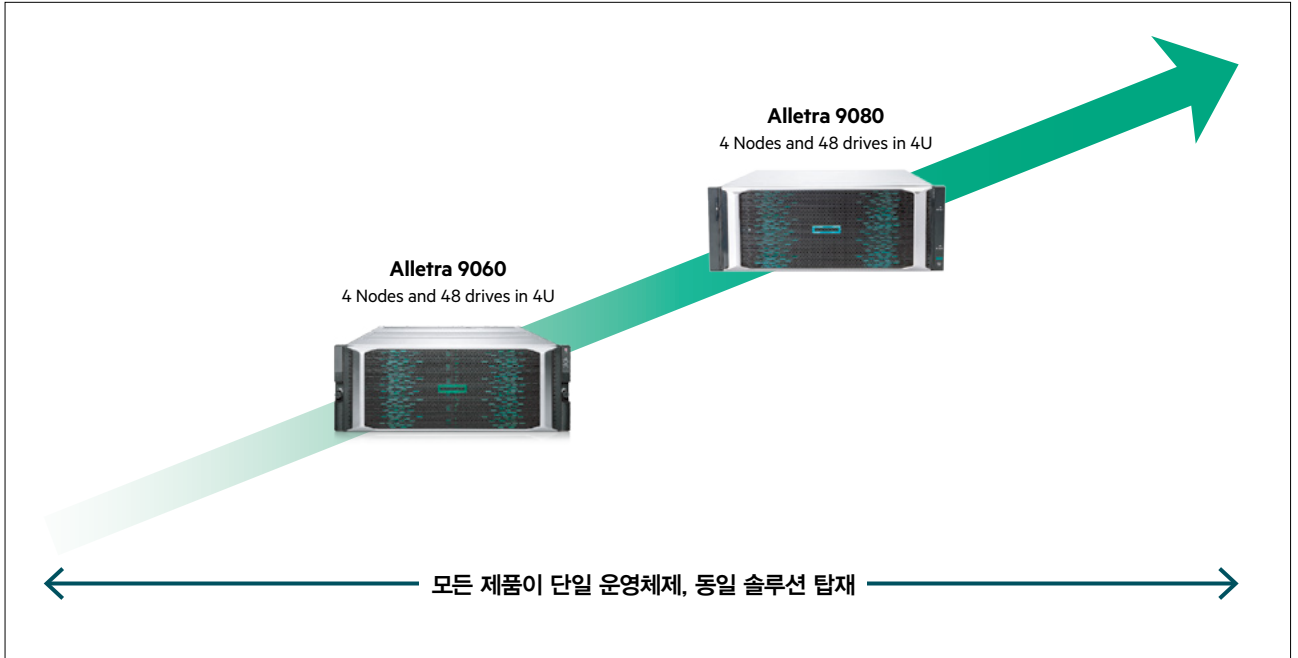 Alletra 9080
4 Nodes and 48 drives in 4U
Alletra 9060
4 Nodes and 48 drives in 4U
모든 제품이 단일 운영체제, 동일 솔루션 탑재